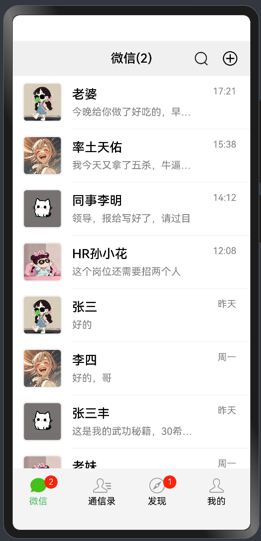 微信(2)
老婆
17:21
今晚给你做了好吃的，早...
率土天佑
15:38
我今天又拿了五杀，牛逼...
同事李明
14:12
领导，报给写好了，请过目
HR孙小花
12:08
这个岗位还需要招两个人
张三
昨天
好的
李四
周一
好的，哥
张三丰
昨天
这是我的武功秘籍，30希...
老妹
周一
2
1
微信
通信录
发现
我的